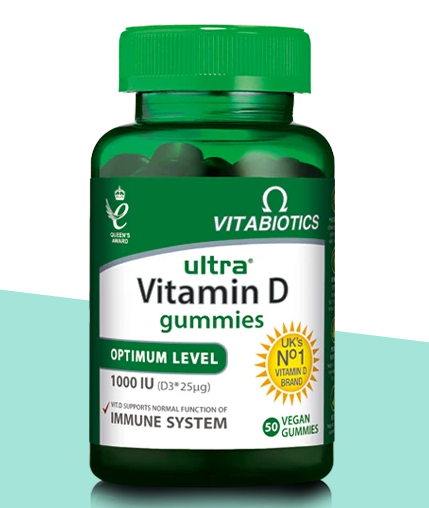 QUEEN'S
AWARD
VITABIOTICS
ultra®
Vitamin D
gummies
OPTIMUM LEVEL
1000 IU (D3*25µg)
VIT.D SUPPORTS NORMAL FUNCTION OF
IMMUNE SYSTEM
UK's
Nº1
VITAMIN D
BRAND
50 VEGAN
GUMMIES